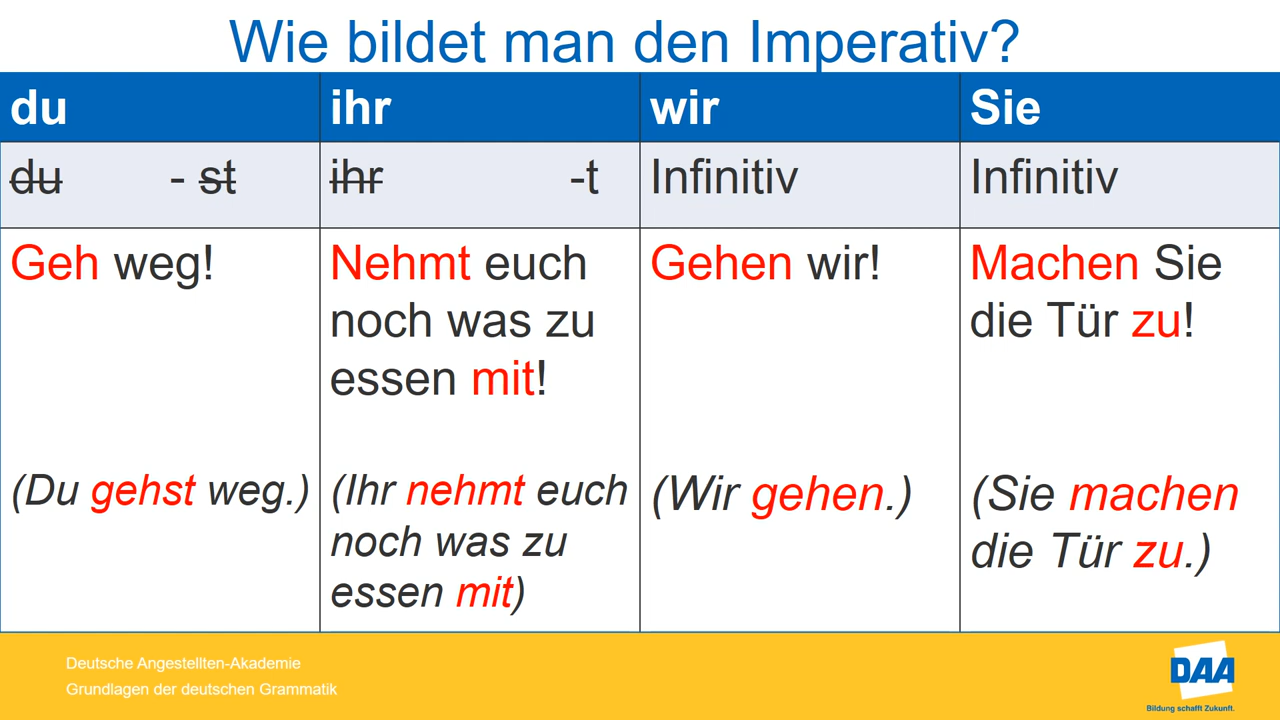 Wie bildet man den Imperativ?
du
ihr
wir
Sie
du - st
ihr -t
Infinitiv
Infinitiv
Geh weg!
(Du gehst weg.)
Nehmt euch
noch was zu
essen mit!
(Ihr nehmt euch
noch was zu
essen mit)
Gehen wir!
(Wir gehen.)
Machen Sie
die Tür zu!
(Sie machen
die Tür zu.)
Deutsche Angestellten-Akademie
Grundlagen der deutschen Grammatik
DAA
Bildung schafft Zukunft.